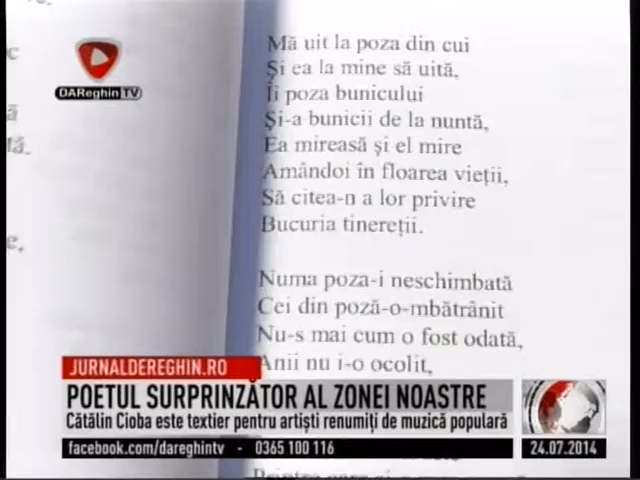 DAReghin TV
Mă uit la poza din cui
Și ea la mine să uită,
Îi poza bunicului
Și-a bunicii de la nuntă,
Ea mireasă și el mire
Amândoi în floarea vieții,
Să citea-n a lor privire
Bucuria tinereții.
Numa poza-i neschimbată
Cei din poză-o-mbătrânit
Nu-s mai cum o fost odată,
Anii nu i-o ocolit,
JURNALDEREGHIN.RO
POETUL SURPRINZĂTOR AL ZONEI NOASTRE
Cătălin Cioba este textier pentru artiști renumiți de muzică populară
facebook.com/dareghintv - 0365 100 116
24.07.2014